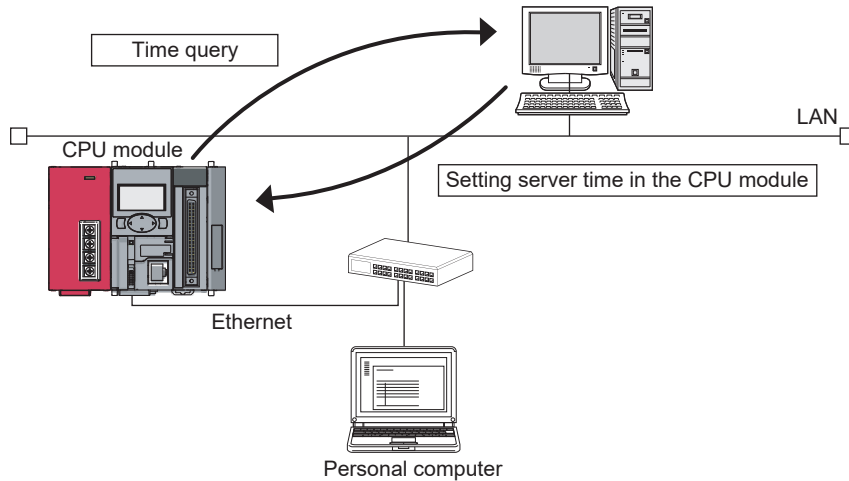 Time query
LAN
CPU module
Setting server time in the CPU module
Ethernet
Personal computer